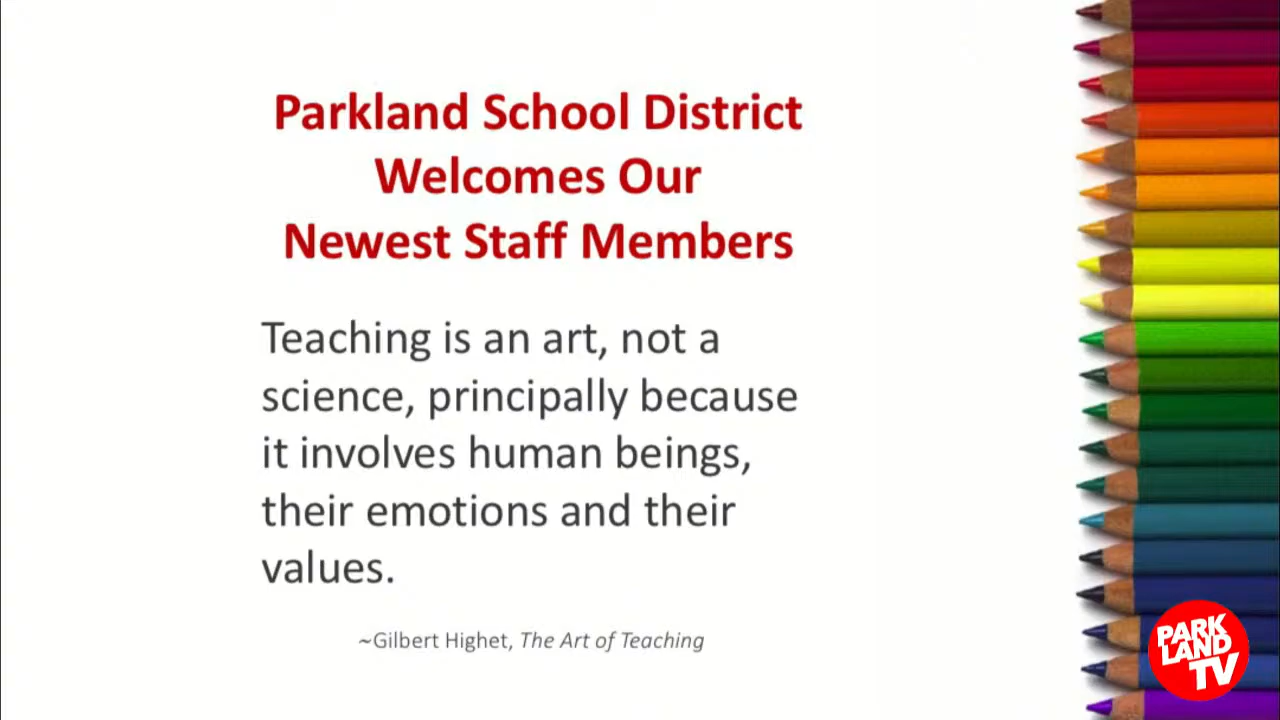 Parkland School District
Welcomes Our
Newest Staff Members
Teaching is an art, not a
science, principally because
it involves human beings,
their emotions and their
values.
~Gilbert Highet, The Art of Teaching
PARK
LAND
TV